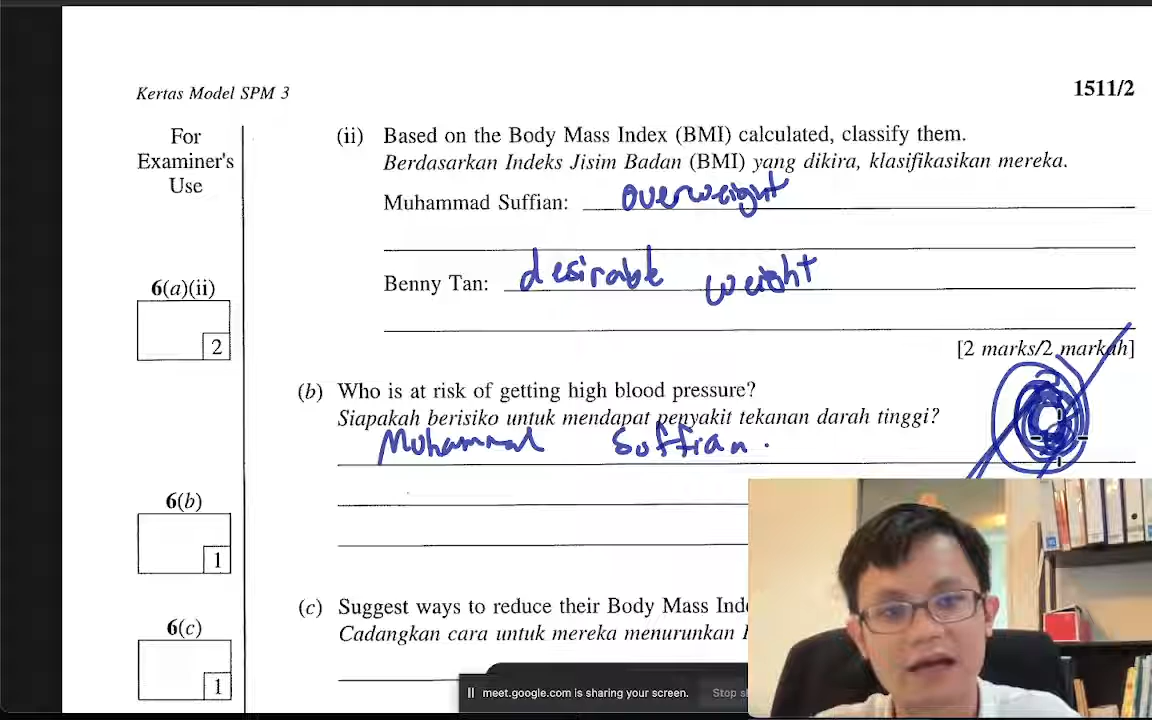 Kertas Model SPM 3
1511/2
For
Examiner's
Use
(ii) Based on the Body Mass Index (BMI) calculated, classify them.
Berdasarkan Indeks Jisim Badan (BMI) yang dikira, klasifikasikan mereka.
Muhammad Suffian: overweight
Benny Tan: desirable weight
6(a)(ii)
2
[2 marks/2 markah]
(b) Who is at risk of getting high blood pressure?
Siapakah berisiko untuk mendapat penyakit tekanan darah tinggi?
Muhammad Suffian.
6(b)
1
(c) Suggest ways to reduce their Body Mass
Cadangkan cara untuk mereka menurunkan
6(c)
1
meet.google.com is sharing your screen.
Stop